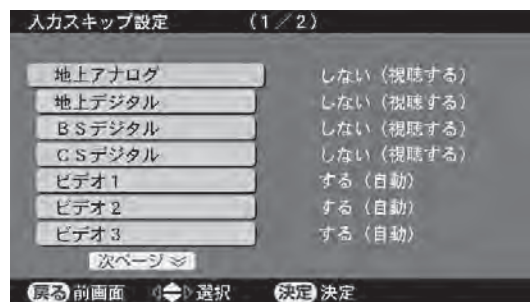 入力スキップ設定 (1/2)
地上アナログ しない(視聴する)
地上デジタル しない(視聴する)
BSデジタル しない(視聴する)
CSデジタル しない(視聴する)
ビデオ1 する(自動)
ビデオ2 する(自動)
ビデオ3 する(自動)
次ページ
戻る 前画面 選択 決定 決定